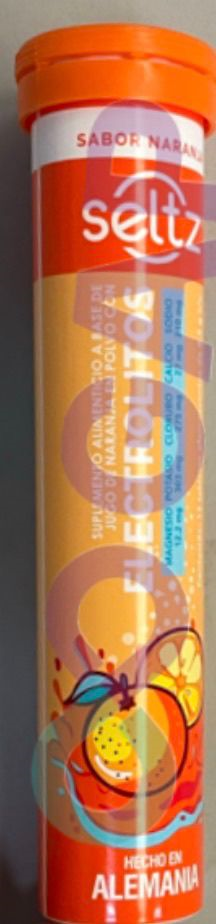 SABOR NARANJA
seltz
SUPLEMENTO ALIMENTICIO A BASE DE
JUGO DE NARANJA EN POLVO CON
ELECTROLITOS
MAGNESIO POTASIO CLORURO CALCIO SODIO
HECHO EN
ALEMANIA